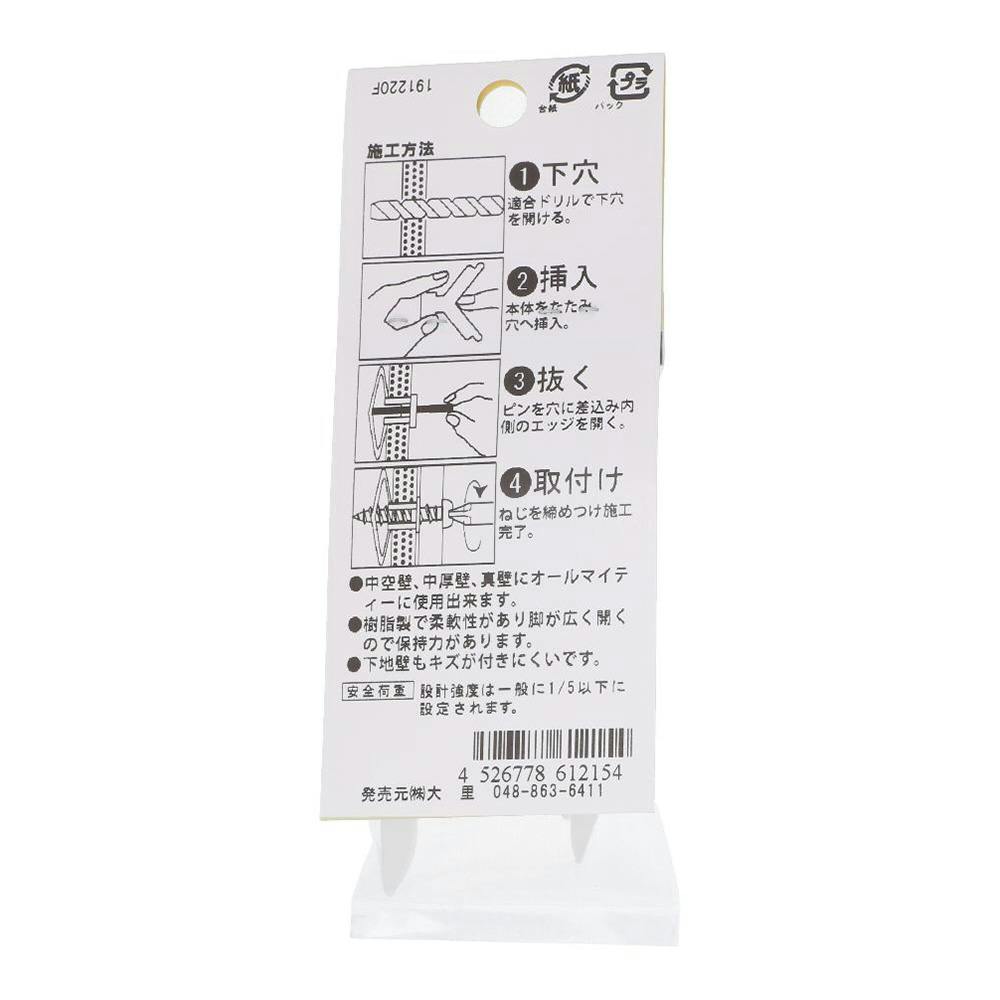 191220F
紙
台紙
プラ
パック
施工方法
❶下穴
適合ドリルで下穴
を開ける。
❷挿入
本体をたたみ
穴へ挿入。
❸抜く
ピンを穴に差込み内
側のエッジを開く。
❹取付け
ねじを締めつけ施工
完了。
●中空壁、中厚壁、真壁にオールマイテ
ィーに使用出来ます。
●樹脂製で柔軟性があり脚が広く開く
ので保持力があります。
●下地壁もキズが付きにくいです。
安全荷重 設計強度は一般に1/5以下に
設定されます。
4 526778 612154
発売元㈱大 里 048-863-6411